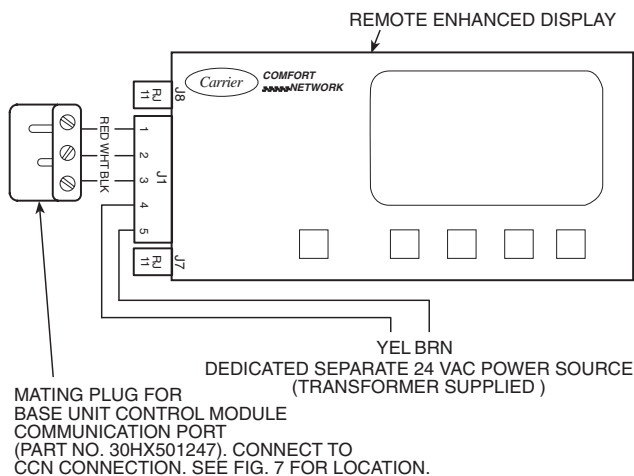 REMOTE ENHANCED DISPLAY
Carrier
COMFORT
NETWORK
RJ
11
J8
RED
WHT
BLK
1
2
3
4
5
J1
RJ
11
J7
YEL BRN
DEDICATED SEPARATE 24 VAC POWER SOURCE
(TRANSFORMER SUPPLIED )
MATING PLUG FOR
BASE UNIT CONTROL MODULE
COMMUNICATION PORT
(PART NO. 30HX501247). CONNECT TO
CCN CONNECTION. SEE FIG. 7 FOR LOCATION.